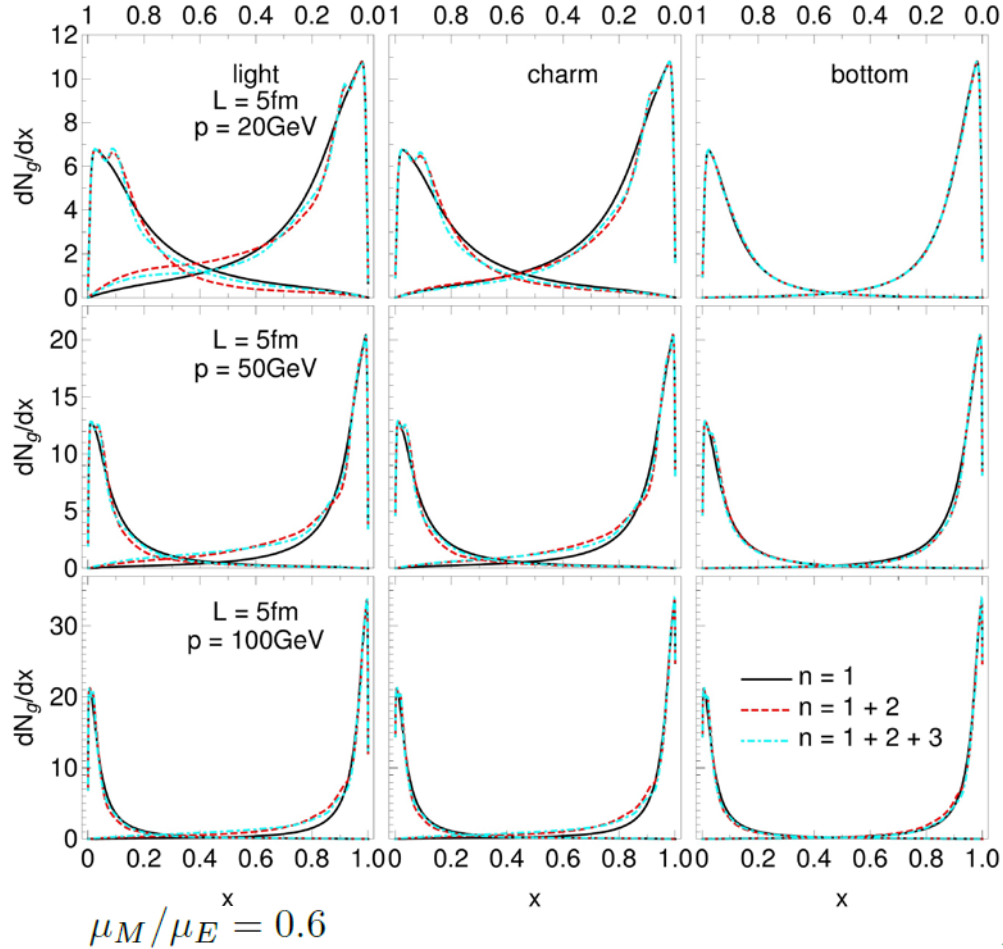 1 0.8 0.6 0.4 0.2 0 0.8 0.6 0.4 0.2 0 0.8 0.6 0.4 0.2 0.0
12
10
8
6
4
2
0
dN_g/dx
light
L = 5fm
p = 20GeV
charm
bottom
20
15
10
5
0
dN_g/dx
L = 5fm
p = 50GeV
30
20
10
0
dN_g/dx
L = 5fm
p = 100GeV
n = 1
n = 1 + 2
n = 1 + 2 + 3
0 0.2 0.4 0.6 0.8 0 0.2 0.4 0.6 0.8 0.2 0.4 0.6 0.8 1.0
x x x
μ_M/μ_E = 0.6